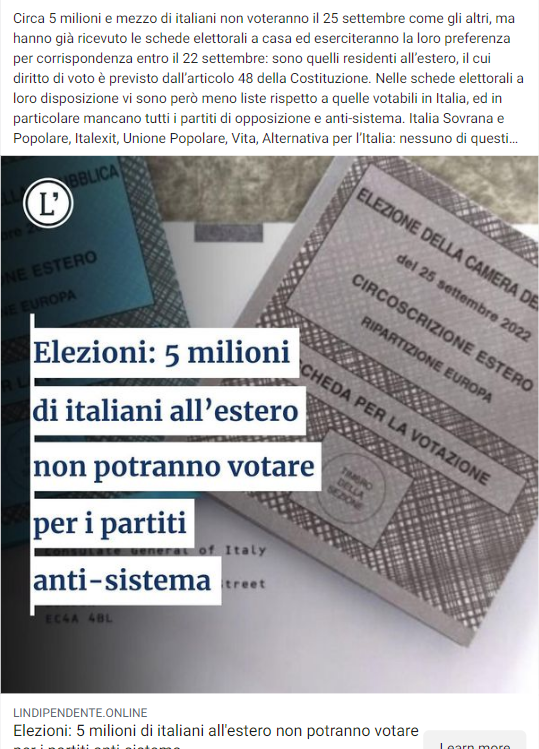 Circa 5 milioni e mezzo di italiani non voteranno il 25 settembre come gli altri, ma
hanno già ricevuto le schede elettorali a casa ed eserciteranno la loro preferenza
per corrispondenza entro il 22 settembre: sono quelli residenti all'estero, il cui
diritto di voto è previsto dall'articolo 48 della Costituzione. Nelle schede elettorali a
loro disposizione vi sono però meno liste rispetto a quelle votabili in Italia, ed in
particolare mancano tutti i partiti di opposizione e anti-sistema. Italia Sovrana e
Popolare, Italexit, Unione Popolare, Vita, Alternativa per l'Italia: nessuno di questi...
L'
NE ESTERO
NE EUROPA
ELEZIONE DELLA CAMERA DE
del 25 settembre 2022
CIRCOSCRIZIONE ESTERO
RIPARTIZIONE EUROPA
SCHEDA PER LA VOTAZIONE
TIMBRO
DELLA
SEZIONE
Elezioni: 5 milioni
di italiani all'estero
non potranno votare
per i partiti
anti-sistema
Consulate General of Italy
treet
EC4A 4BL
LINDIPENDENTE.ONLINE
Elezioni: 5 milioni di italiani all'estero non potranno votare
per i partiti anti-sistema
Learn more